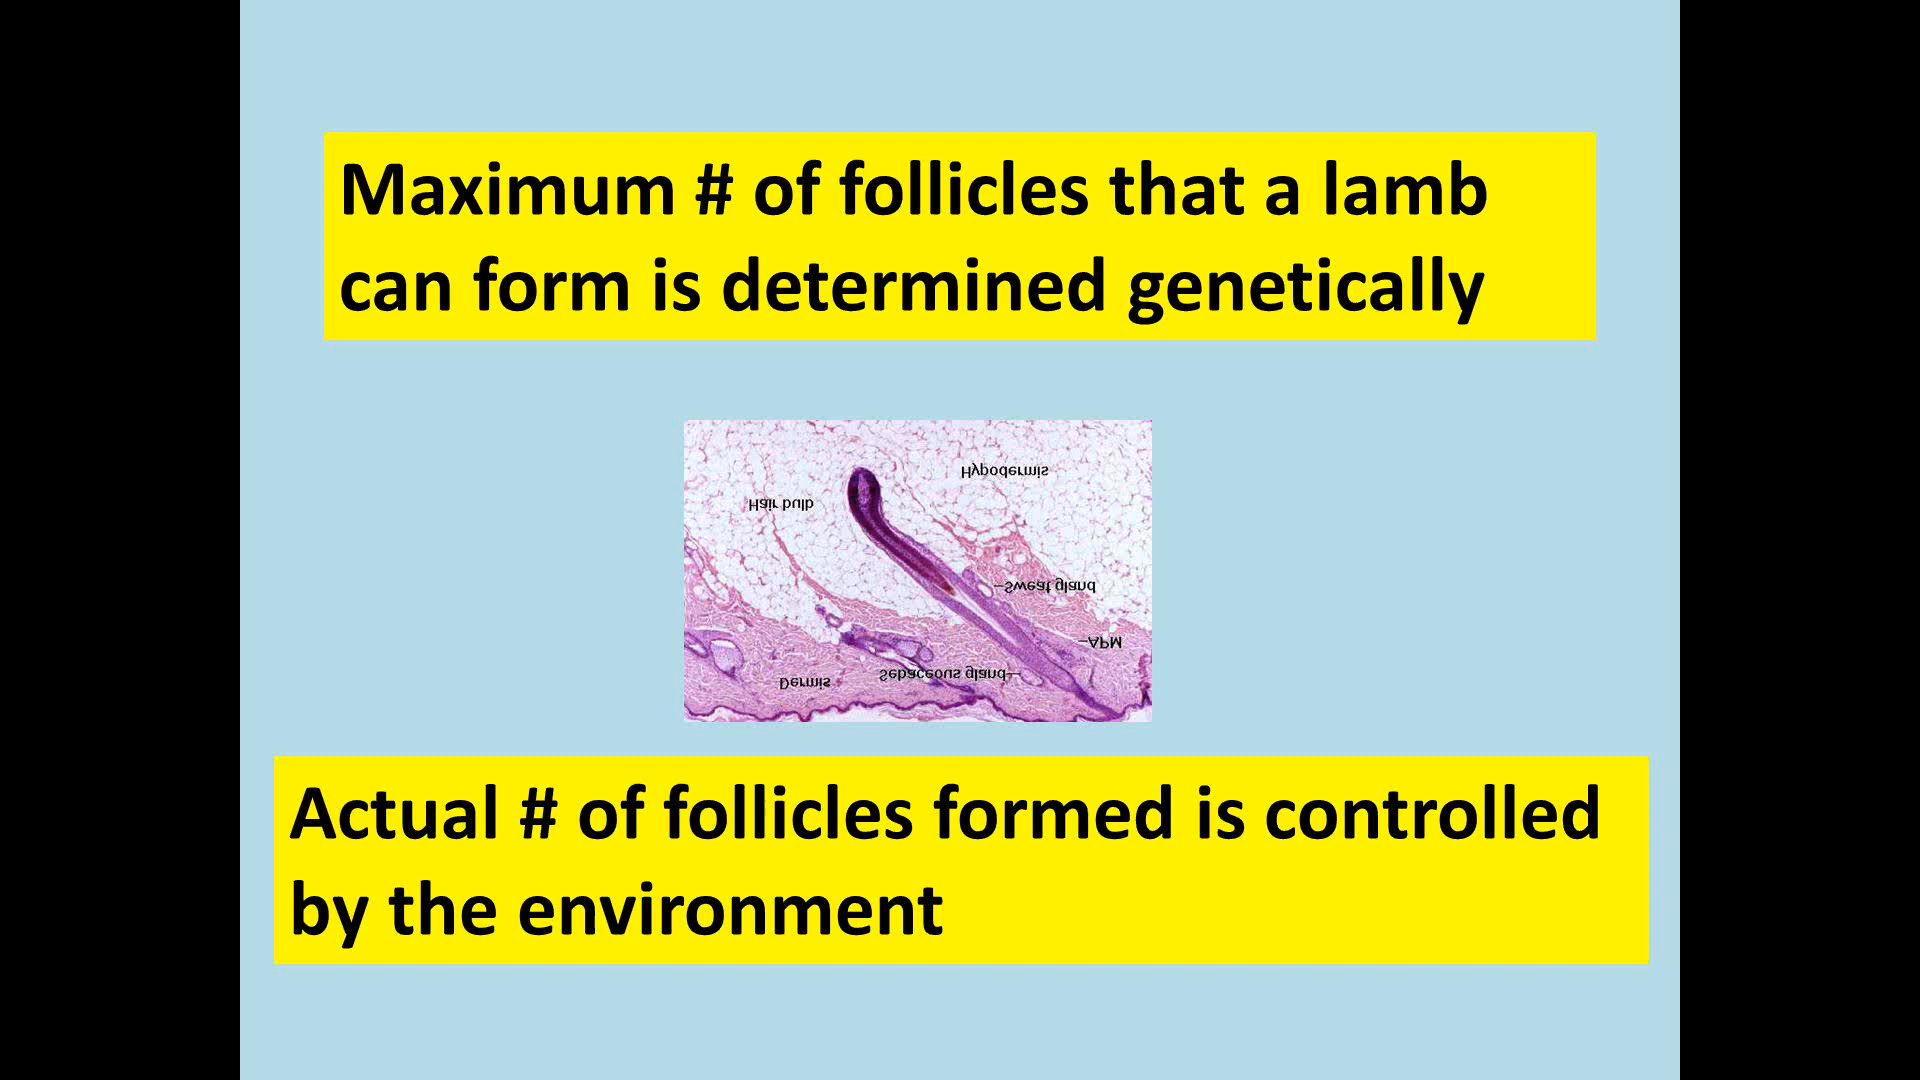 Maximum # of follicles that a lamb
can form is determined genetically
Hypodermis
Hair bulb
Sweat gland
APM
Sebaceous gland
Dermis
Actual # of follicles formed is controlled
by the environment